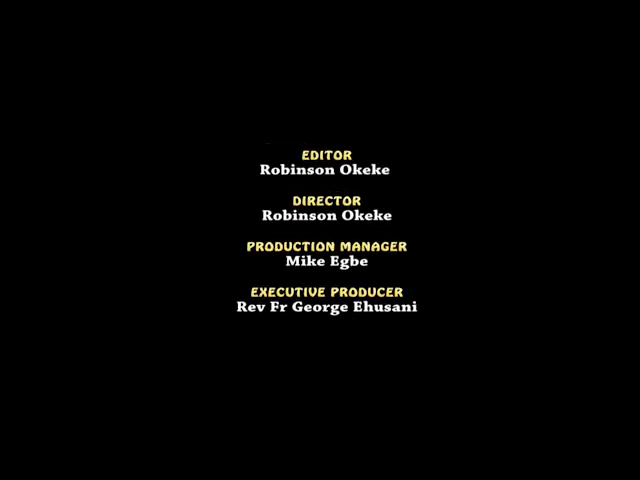 EDITOR
Robinson Okeke
DIRECTOR
Robinson Okeke
PRODUCTION MANAGER
Mike Egbe
EXECUTIVE PRODUCER
Rev Fr George Ehusani